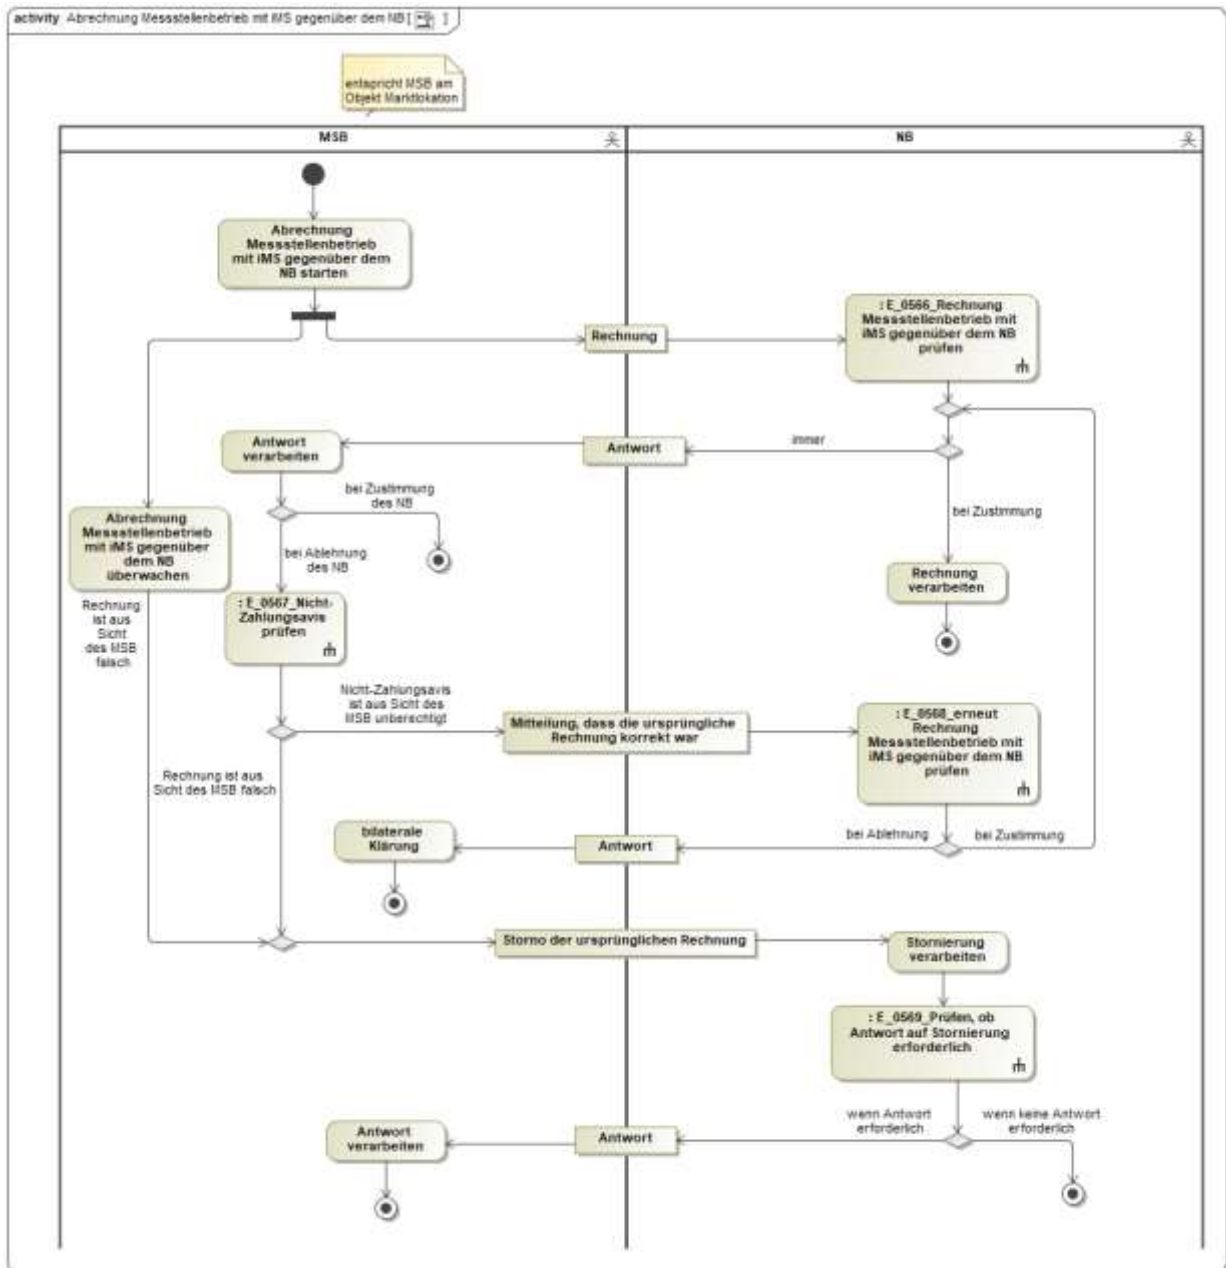 activity Abrechnung Messstellenbetrieb mit iMS gegenüber dem NB [ ]
entspricht MSB am
Objekt Marktlokation
MSB
NB
Abrechnung
Messstellenbetrieb
mit iMS gegenüber dem
NB starten
: E_0566_Rechnung
Messstellenbetrieb mit
iMS gegenüber dem NB
prüfen
Rechnung
Antwort
verarbeiten
Antwort
immer
bei Zustimmung
des NB
bei Zustimmung
Abrechnung
Messstellenbetrieb
mit iMS gegenüber
dem NB
überwachen
bei Ablehnung
des NB
Rechnung
verarbeiten
Rechnung
ist aus
Sicht
des MSB
falsch
: E_0567_Nicht-
Zahlungsavis
prüfen
Nicht-Zahlungsavis
ist aus Sicht des
MSB unberechtigt
Mitteilung, dass die ursprüngliche
Rechnung korrekt war
: E_0568_erneut
Rechnung
Messstellenbetrieb mit
iMS gegenüber dem NB
prüfen
Rechnung ist aus
Sicht des MSB falsch
bilaterale
Klärung
Antwort
bei Ablehnung
bei Zustimmung
Storno der ursprünglichen Rechnung
Stornierung
verarbeiten
: E_0569_Prüfen, ob
Antwort auf Stornierung
erforderlich
wenn Antwort
erforderlich
wenn keine Antwort
erforderlich
Antwort
verarbeiten
Antwort